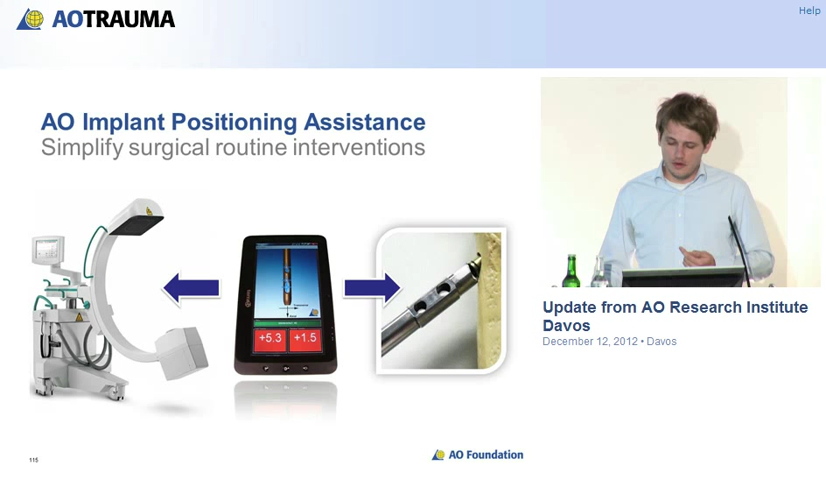 AOTRAUMA
Help
AO Implant Positioning Assistance
Simplify surgical routine interventions
+5.3 +1.5
Update from AO Research Institute
Davos
December 12, 2012 • Davos
115
AO Foundation